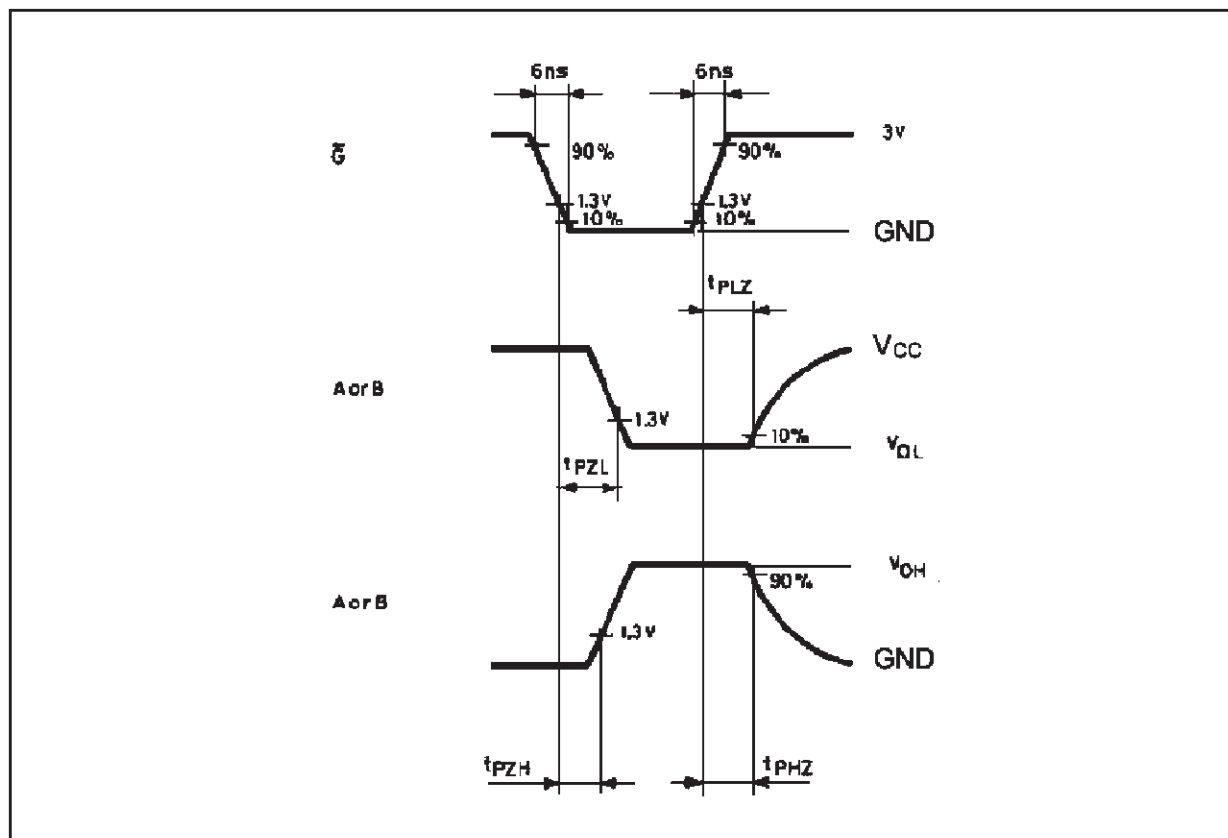 6ns 6ns
G̅ 90% 90% 3V
1.3V 1.3V
10% 10% GND
tPLZ
VCC
A or B 1.3V 10%
VOL
tPZL
VOH
90%
A or B 1.3V
GND
tPZH tPHZ